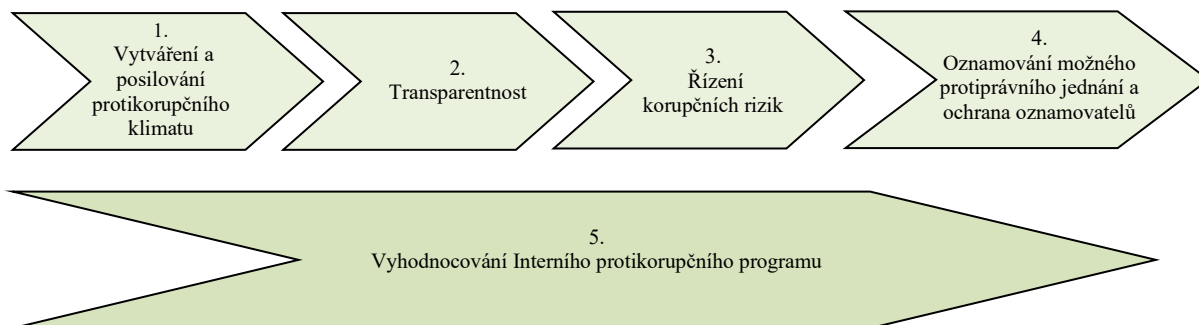 1.
Vytváření a
posilování
protikorupčního
klimatu
2.
Transparentnost
3.
Řízení
korupčních rizik
4.
Oznamování možného
protiprávního jednání a
ochrana oznamovatelů
5.
Vyhodnocování Interního protikorupčního programu